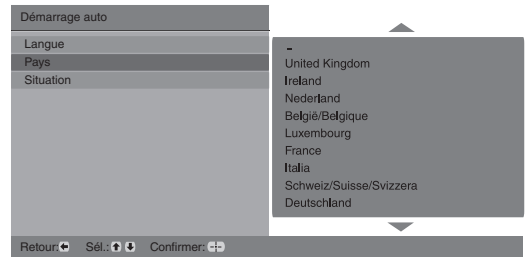 Démarrage auto
Langue
Pays
Situation
–
United Kingdom
Ireland
Nederland
België/Belgique
Luxembourg
France
Italia
Schweiz/Suisse/Svizzera
Deutschland
Retour: Sél.: Confirmer: